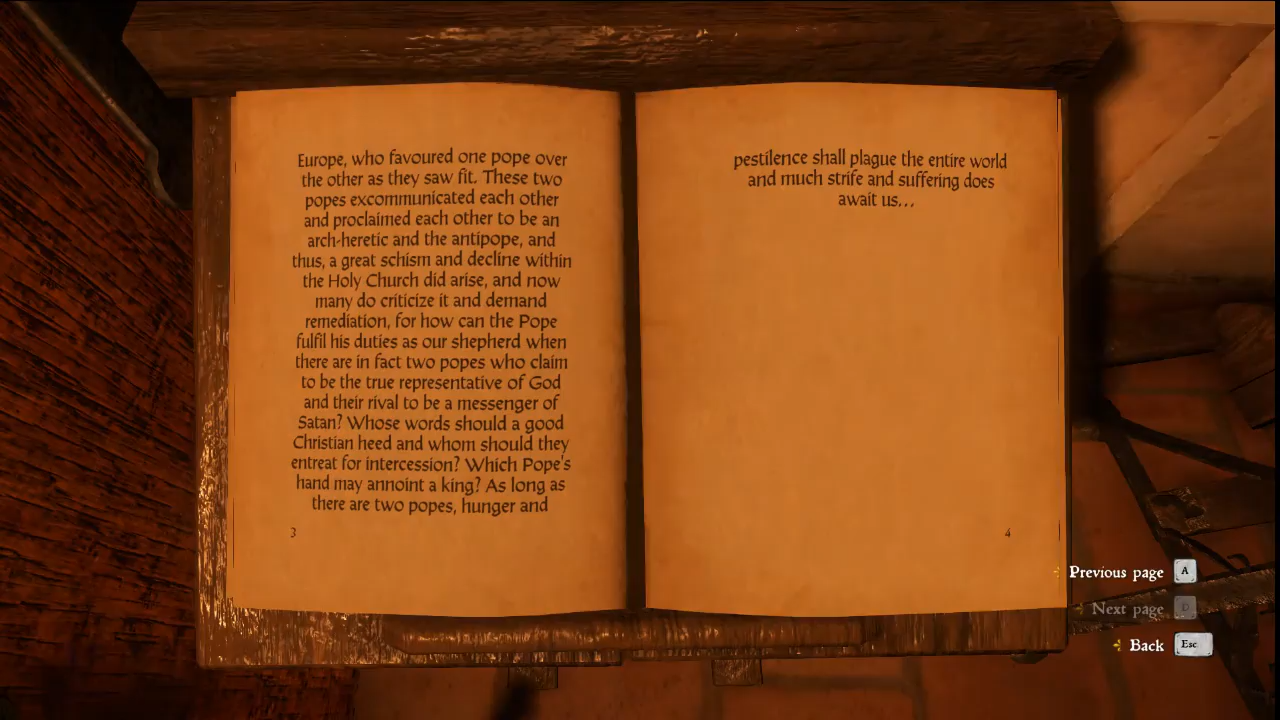 Europe, who favoured one pope over
the other as they saw fit. These two
popes excommunicated each other
and proclaimed each other to be an
arch-heretic and the antipope, and
thus, a great schism and decline within
the Holy Church did arise, and now
many do criticize it and demand
remediation, for how can the Pope
fulfil his duties as our shepherd when
there are in fact two popes who claim
to be the true representative of God
and their rival to be a messenger of
Satan? Whose words should a good
Christian heed and whom should they
entreat for intercession? Which Pope's
hand may annoint a king? As long as
there are two popes, hunger and
3
pestilence shall plague the entire world
and much strife and suffering does
await us...
4
Previous page A
Next page D
Back Esc